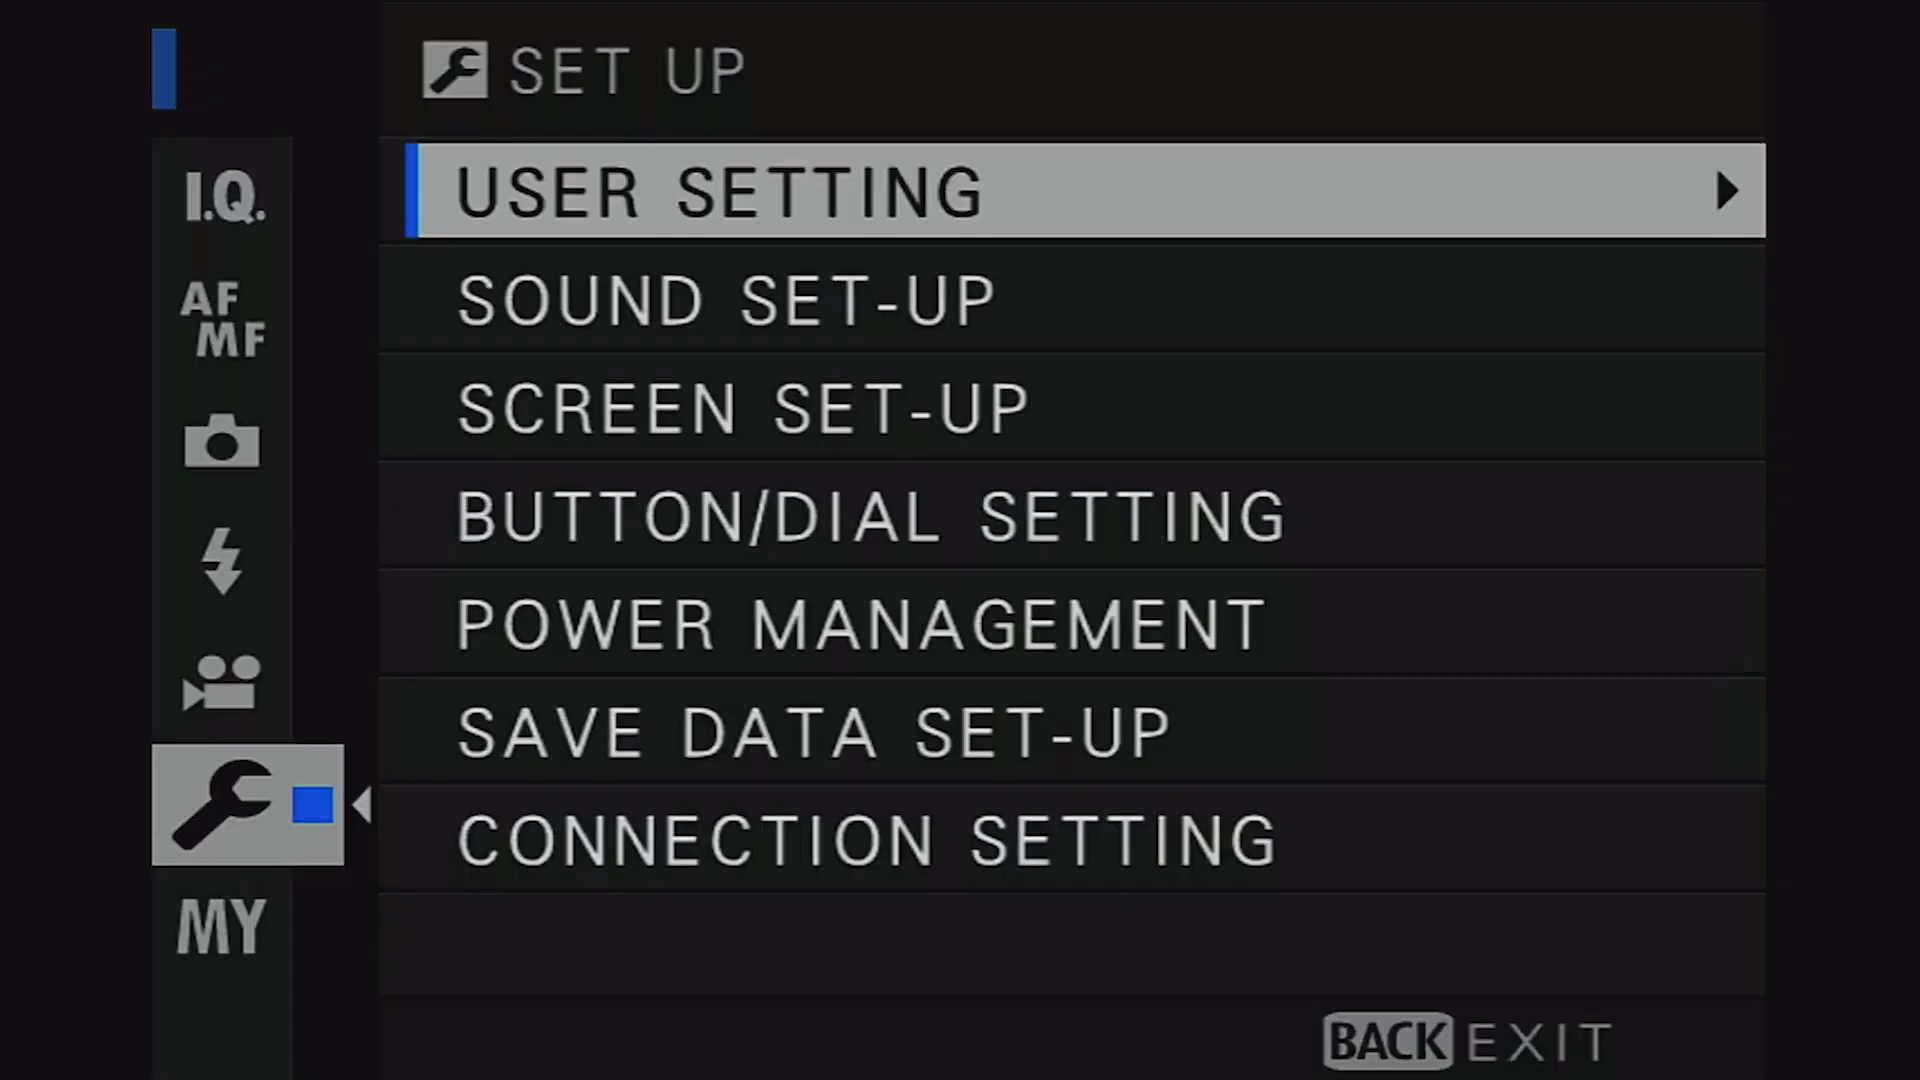 SET UP
I.Q.
AF
MF
MY
USER SETTING
SOUND SET-UP
SCREEN SET-UP
BUTTON/DIAL SETTING
POWER MANAGEMENT
SAVE DATA SET-UP
CONNECTION SETTING
BACK EXIT